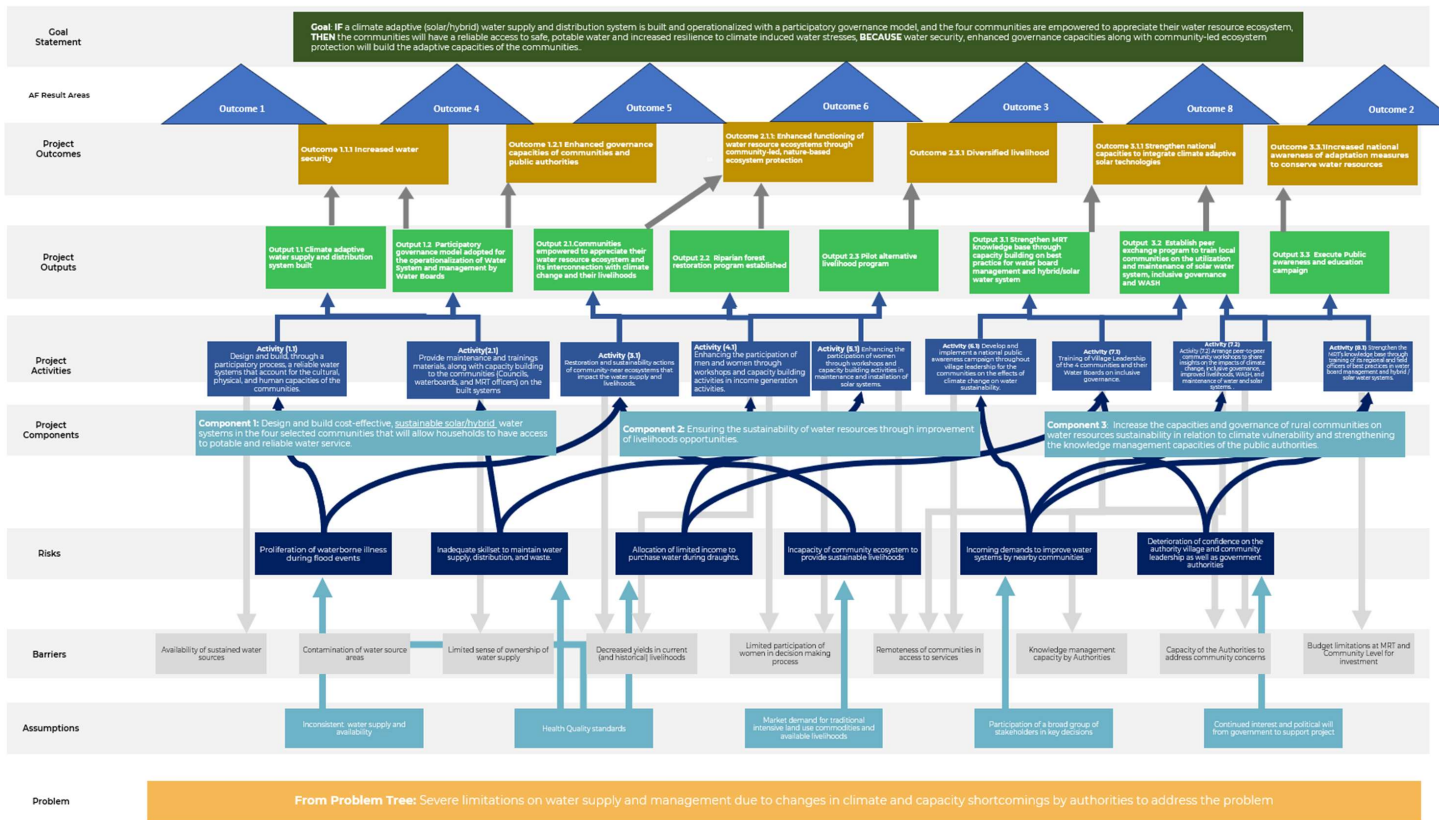 Goal
Statement
Goal: IF a climate adaptive (solar/hybrid) water supply and distribution system is built and operationalized with a participatory governance model, and the four communities are empowered to appreciate their water resource ecosystem,
THEN the communities will have a reliable access to safe, potable water and increased resilience to climate induced water stresses, BECAUSE water security, enhanced governance capacities along with community-led ecosystem
protection will build the adaptive capacities of the communities..
AF Result Areas
Outcome 1
Outcome 4
Outcome 5
Outcome 6
Outcome 3
Outcome 8
Outcome 2
Project
Outcomes
Outcome 1.1.1 Increased water
security
Outcome 1.2.1 Enhanced governance
capacities of communities and
public authorities
Outcome 2.1.1: Enhanced functioning of
water resource ecosystems through
community-led, nature-based
ecosystem protection
Outcome 2.3.1 Diversified livelihood
Outcome 3.1.1 Strengthen national
capacities to integrate climate adaptive
solar technologies
Outcome 3.3.1Increased national
awareness of adaptation measures
to conserve water resources
Project
Outputs
Output 1.1 Climate adaptive
water supply and distribution
system built
Output 1.2 Participatory
governance model adopted for
the operationalization of Water
System and management by
Water Boards
Output 2.1.Communities
empowered to appreciate their
water resource ecosystem and
its interconnection with climate
change and their livelihoods
Output 2.2 Riparian forest
restoration program established
Output 2.3 Pilot alternative
livelihood program
Output 3.1 Strengthen MRT
knowledge base through
capacity building on best
practice for water board
management and hybrid/solar
water system
Output 3.2 Establish peer
exchange program to train local
communities on the utilization
and maintenance of solar water
system, inclusive governance
and WASH
Output 3.3 Execute Public
awareness and education
campaign
Project
Activities
Activity (1.1)
Design and build, through a
participatory process, a reliable water
systems that account for the cultural,
physical, and human capacities of the
communities.
Activity(2.1)
Provide maintenance and trainings
materials, along with capacity building
to the communities (Councils,
waterboards, and MRT officers) on the
built systems
Activity (3.1)
Restoration and sustainability actions
of community-near ecosystems that
impact the water supply and
livelihoods.
Activity (4.1)
Enhancing the participation of
men and women through
workshops and capacity building
activities in income generation
activities.
Activity (5.1) Enhancing the
participation of women
through workshops and
capacity building activities in
maintenance and installation of
solar systems.
Activity (6.1) Develop and
implement a national public
awareness campaign throughout
village leadership for the
communities on the effects of
climate change on water
sustainability.
Activity (7.1)
Training of Village Leadership
of the 4 communities and their
Water Boards on inclusive
governance.
Activity (7.2)
Activity (7.2) Arrange peer-to-peer
community workshops to share
insights on the impacts of climate
change, inclusive governance,
improved livelihoods, WASH, and
maintenance of water and solar
systems. .
Activity (8.1) Strengthen the
MRT's knowledge base through
training of its regional and field
officers of best practices in water
board management and hybrid /
solar water systems.
Project
Components
Component 1: Design and build cost-effective, sustainable solar/hybrid water
systems in the four selected communities that will allow households to have access
to potable and reliable water service.
Component 2: Ensuring the sustainability of water resources through improvement
of livelihoods opportunities.
Component 3: Increase the capacities and governance of rural communities on
water resources sustainability in relation to climate vulnerability and strengthening
the knowledge management capacities of the public authorities.
Risks
Proliferation of waterborne illness
during flood events
Inadequate skillset to maintain water
supply, distribution, and waste.
Allocation of limited income to
purchase water during draughts.
Incapacity of community ecosystem to
provide sustainable livelihoods
Incoming demands to improve water
systems by nearby communities
Deterioration of confidence on the
authority village and community
leadership as well as government
authorities
Barriers
Availability of sustained water
sources
Contamination of water source
areas
Limited sense of ownership of
water supply
Decreased yields in current
(and historical) livelihoods
Limited participation of
women in decision making
process
Remoteness of communities in
access to services
Knowledge management
capacity by Authorities
Capacity of the Authorities to
address community concerns
Budget limitations at MRT and
Community Level for
investment
Assumptions
Inconsistent water supply and
availability
Health Quality standards
Market demand for traditional
intensive land use commodities and
available livelihoods
Participation of a broad group of
stakeholders in key decisions
Continued interest and political will
from government to support project
Problem
From Problem Tree: Severe limitations on water supply and management due to changes in climate and capacity shortcomings by authorities to address the problem